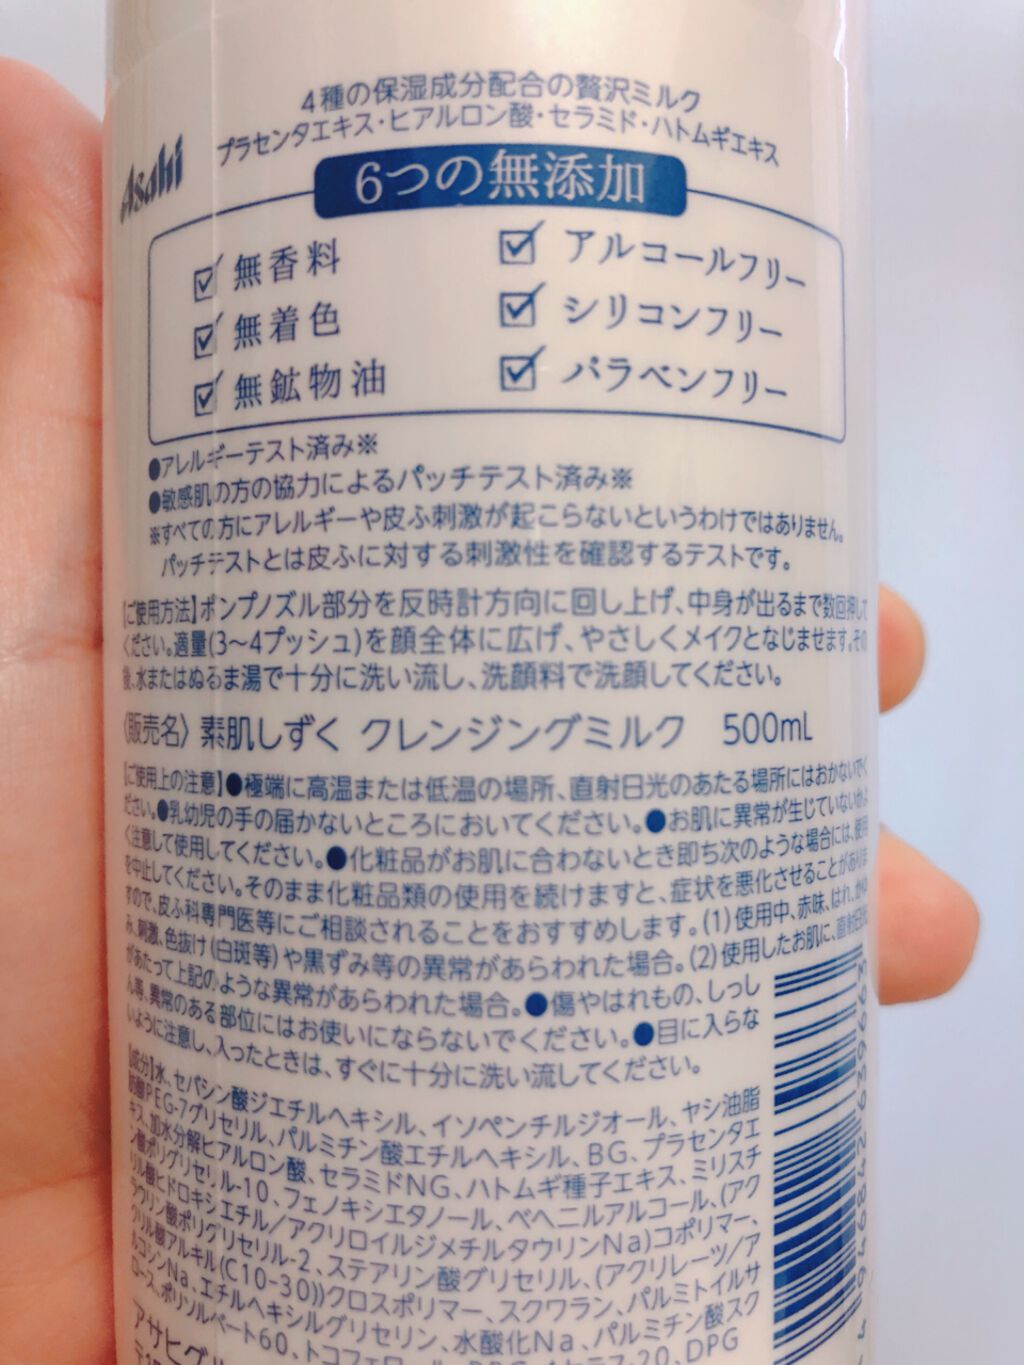 4種の保湿成分配合の贅沢ミルク
プラセンタエキス・ヒアルロン酸・セラミド・ハトムギエキス
Asahi
6つの無添加
無香料
アルコールフリー
無着色
シリコンフリー
無鉱物油
パラベンフリー
●アレルギーテスト済み※
●敏感肌の方の協力によるパッチテスト済み※
※すべての方にアレルギーや皮ふ刺激が起こらないというわけではありません。
パッチテストとは皮ふに対する刺激性を確認するテストです。
【ご使用方法】ポンプノズル部分を反時計方向に回し上げ、中身が出るまで数回押して
ください。適量(3~4プッシュ)を顔全体に広げ、やさしくメイクとなじませます。その
後、水またはぬるま湯で十分に洗い流し、洗顔料で洗顔してください。
〈販売名〉素肌しずく クレンジングミルク 500mL
【ご使用上の注意】●極端に高温または低温の場所、直射日光のあたる場所にはおかないでく
ださい。●乳幼児の手の届かないところにおいてください。●お肌に異常が生じていないかよ
く注意して使用してください。●化粧品がお肌に合わないとき即ち次のような場合には、使用
を中止してください。そのまま化粧品類の使用を続けますと、症状を悪化させることがありま
すので、皮ふ科専門医等にご相談されることをおすすめします。(1)使用中、赤味、はれ、かゆ
み、刺激、色抜け(白斑等)や黒ずみ等の異常があらわれた場合。(2)使用したお肌に、直射日光
があたって上記のような異常があらわれた場合。●傷やはれもの、しっし
ん等、異常のある部位にはお使いにならないでください。●目に入らな
いように注意し、入ったときは、すぐに十分に洗い流してください。
【成分】水、セバシン酸ジエチルヘキシル、イソペンチルジオール、ヤシ油脂
肪酸PEG-7グリセリル、パルミチン酸エチルヘキシル、BG、プラセンタエ
キス、加水分解ヒアルロン酸、セラミドNG、ハトムギ種子エキス、ミリスチ
ン酸ポリグリセリル-10、フェノキシエタノール、ベヘニルアルコール、(アク
リル酸ヒドロキシエチル/アクリロイルジメチルタウリンNa)コポリマー、
ラウリン酸ポリグリセリル-2、ステアリン酸グリセリル、(アクリレーツ/ア
クリル酸アルキル(C10-30))クロスポリマー、スクワラン、パルミトイルサ
ルコシンNa、エチルヘキシルグリセリン、水酸化Na、パルミチン酸スク
ロース、ポリソルベート60、トコフェロール 20、DPG
アサヒグル